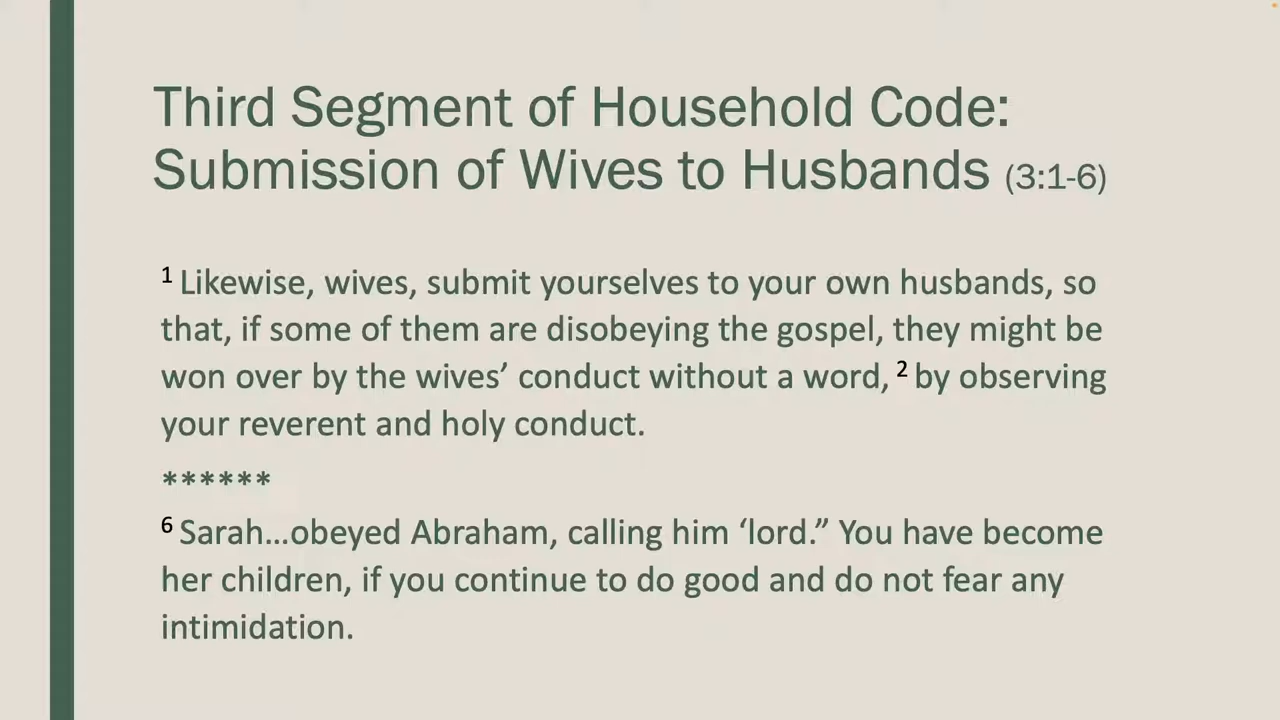 Third Segment of Household Code:
Submission of Wives to Husbands (3:1-6)
1 Likewise, wives, submit yourselves to your own husbands, so
that, if some of them are disobeying the gospel, they might be
won over by the wives’ conduct without a word, 2 by observing
your reverent and holy conduct.
******
6 Sarah...obeyed Abraham, calling him ‘lord.” You have become
her children, if you continue to do good and do not fear any
intimidation.